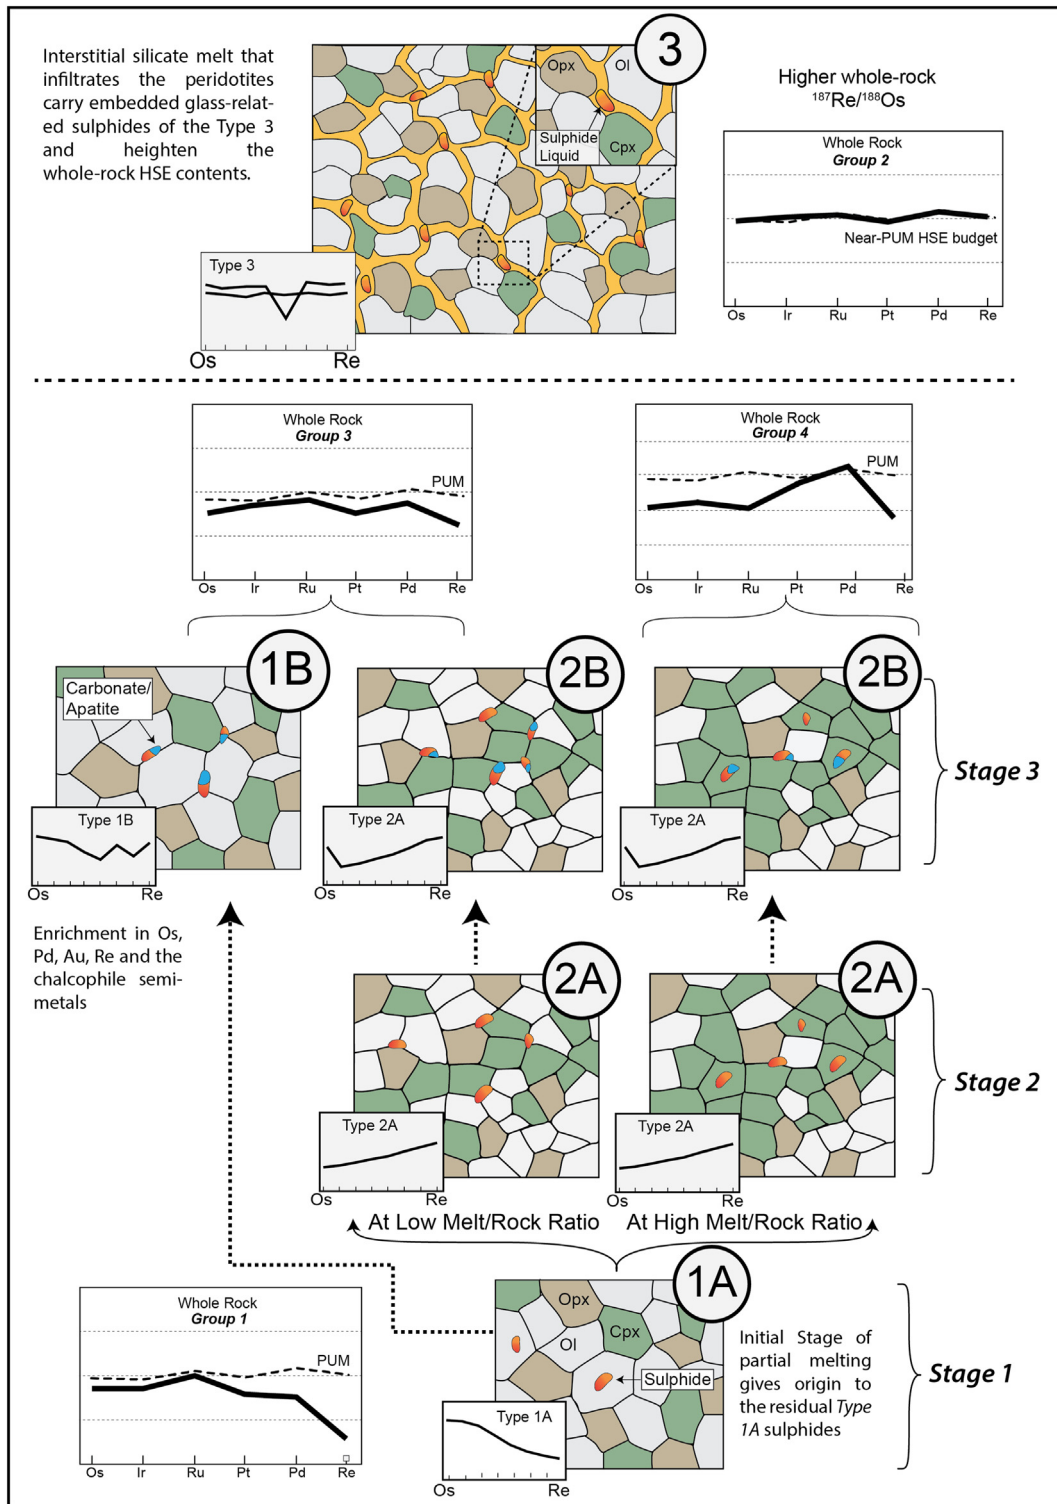 Interstitial silicate melt that
infiltrates the peridotites
carry embedded glass-relat-
ed sulphides of the Type 3
and heighten the
whole-rock HSE contents.
3
Opx
Ol
Sulphide
Liquid
Cpx
Higher whole-rock
¹⁸⁷Re/¹⁸⁸Os
Whole Rock
Group 2
Near-PUM HSE budget
Os Ir Ru Pt Pd Re
Type 3
Os Re
Whole Rock
Group 3
PUM
Os Ir Ru Pt Pd Re
Whole Rock
Group 4
PUM
Os Ir Ru Pt Pd Re
1B
Carbonate/
Apatite
Type 1B
Os Re
2B
Type 2A
Os Re
2B
Type 2A
Os Re
Stage 3
Enrichment in Os,
Pd, Au, Re and the
chalcophile semi-
metals
2A
Type 2A
Os Re
2A
Type 2A
Os Re
Stage 2
At Low Melt/Rock Ratio
At High Melt/Rock Ratio
Whole Rock
Group 1
PUM
Os Ir Ru Pt Pd Re
1A
Opx
Cpx
Ol
Sulphide
Type 1A
Os Re
Initial Stage of
partial melting
gives origin to
the residual Type
1A sulphides
Stage 1